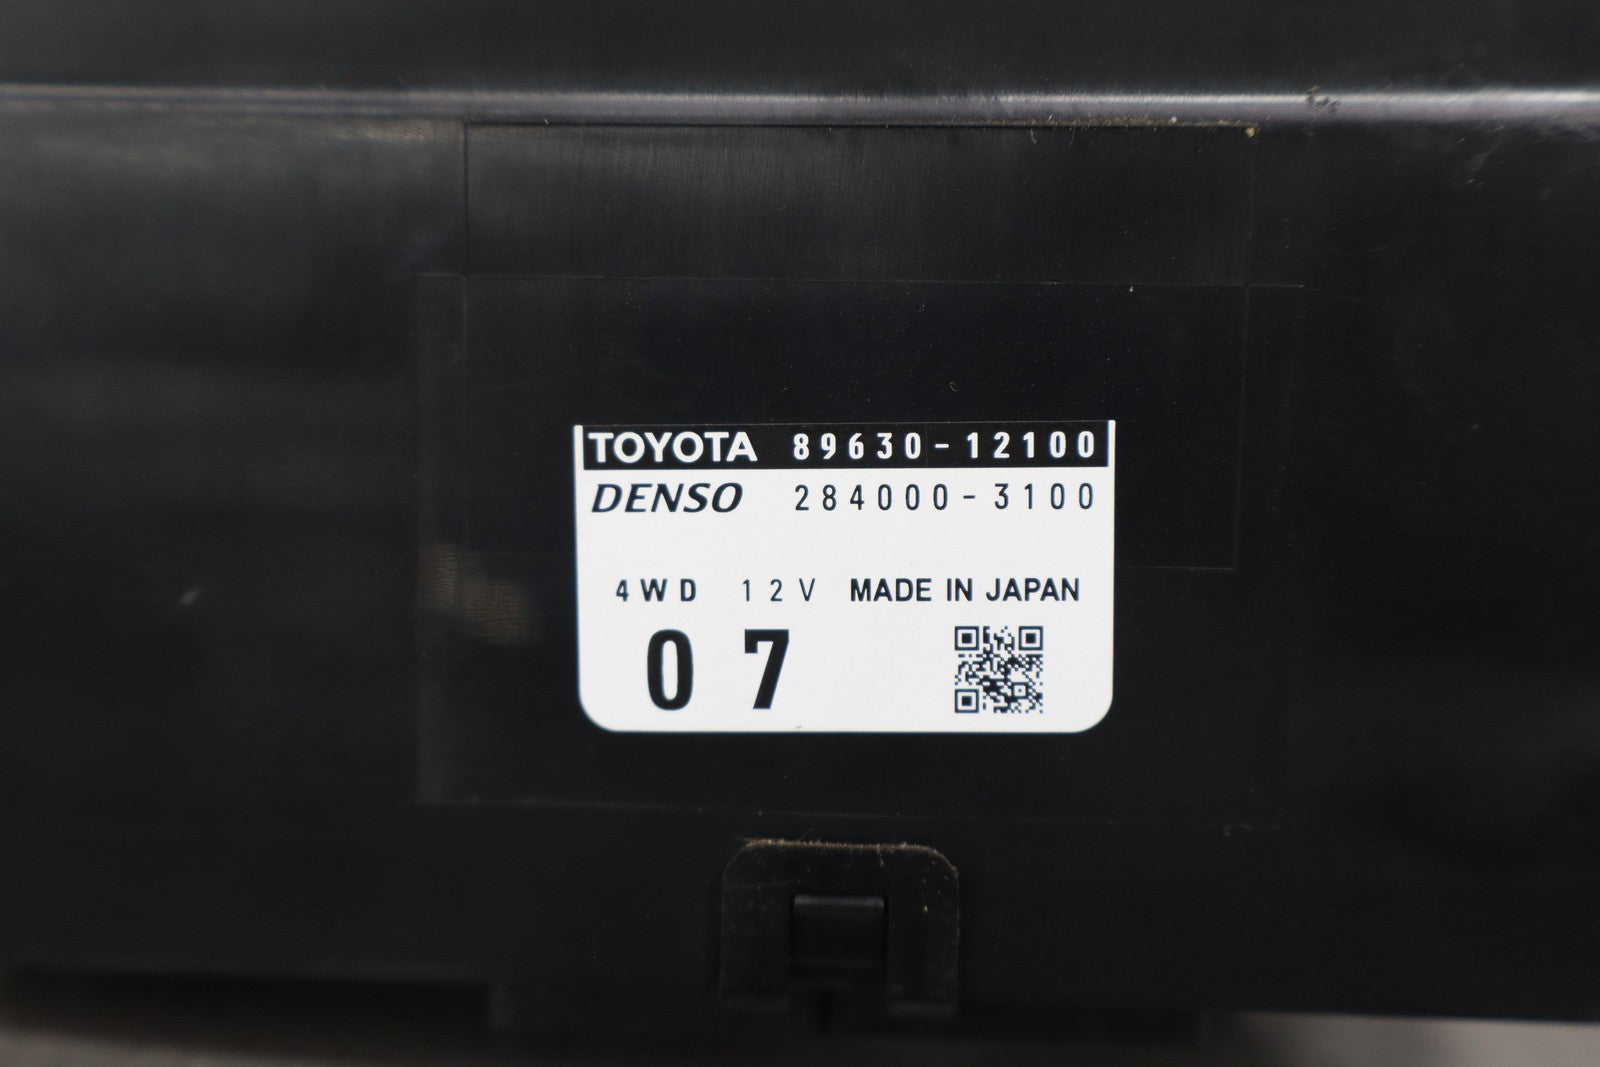 TOYOTA 89630-12100
DENSO 284000-3100
4WD 12V MADE IN JAPAN
07